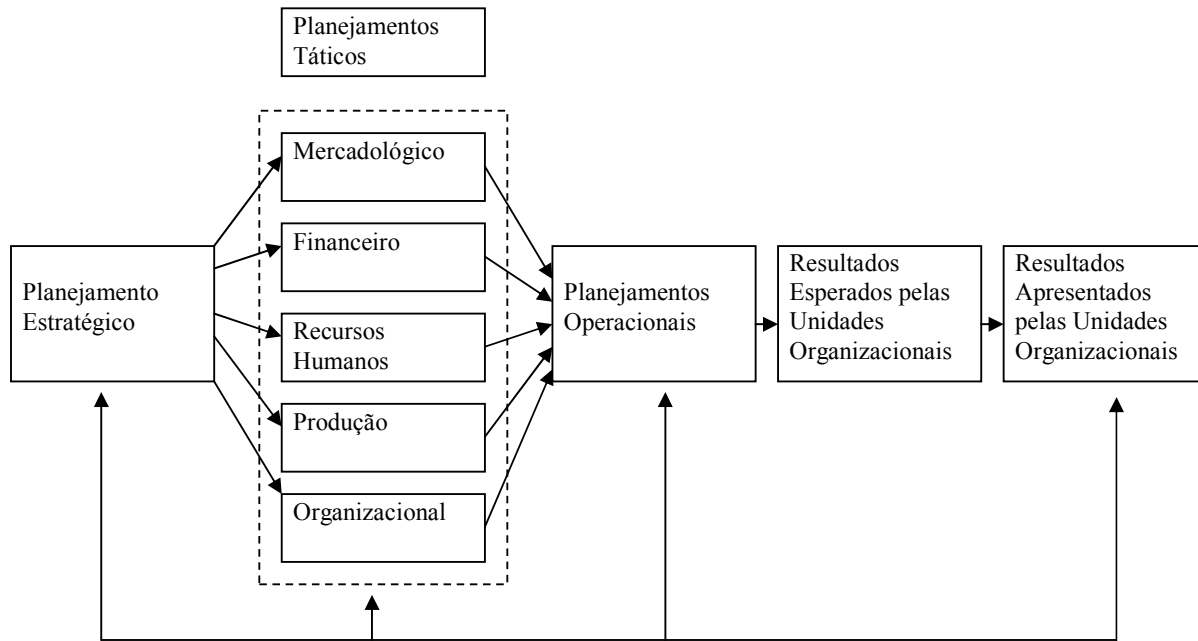 Planejamentos
Táticos
Mercadológico
Financeiro
Recursos
Humanos
Produção
Organizacional
Planejamento
Estratégico
Planejamentos
Operacionais
Resultados
Esperados pelas
Unidades
Organizacionais
Resultados
Apresentados
pelas Unidades
Organizacionais